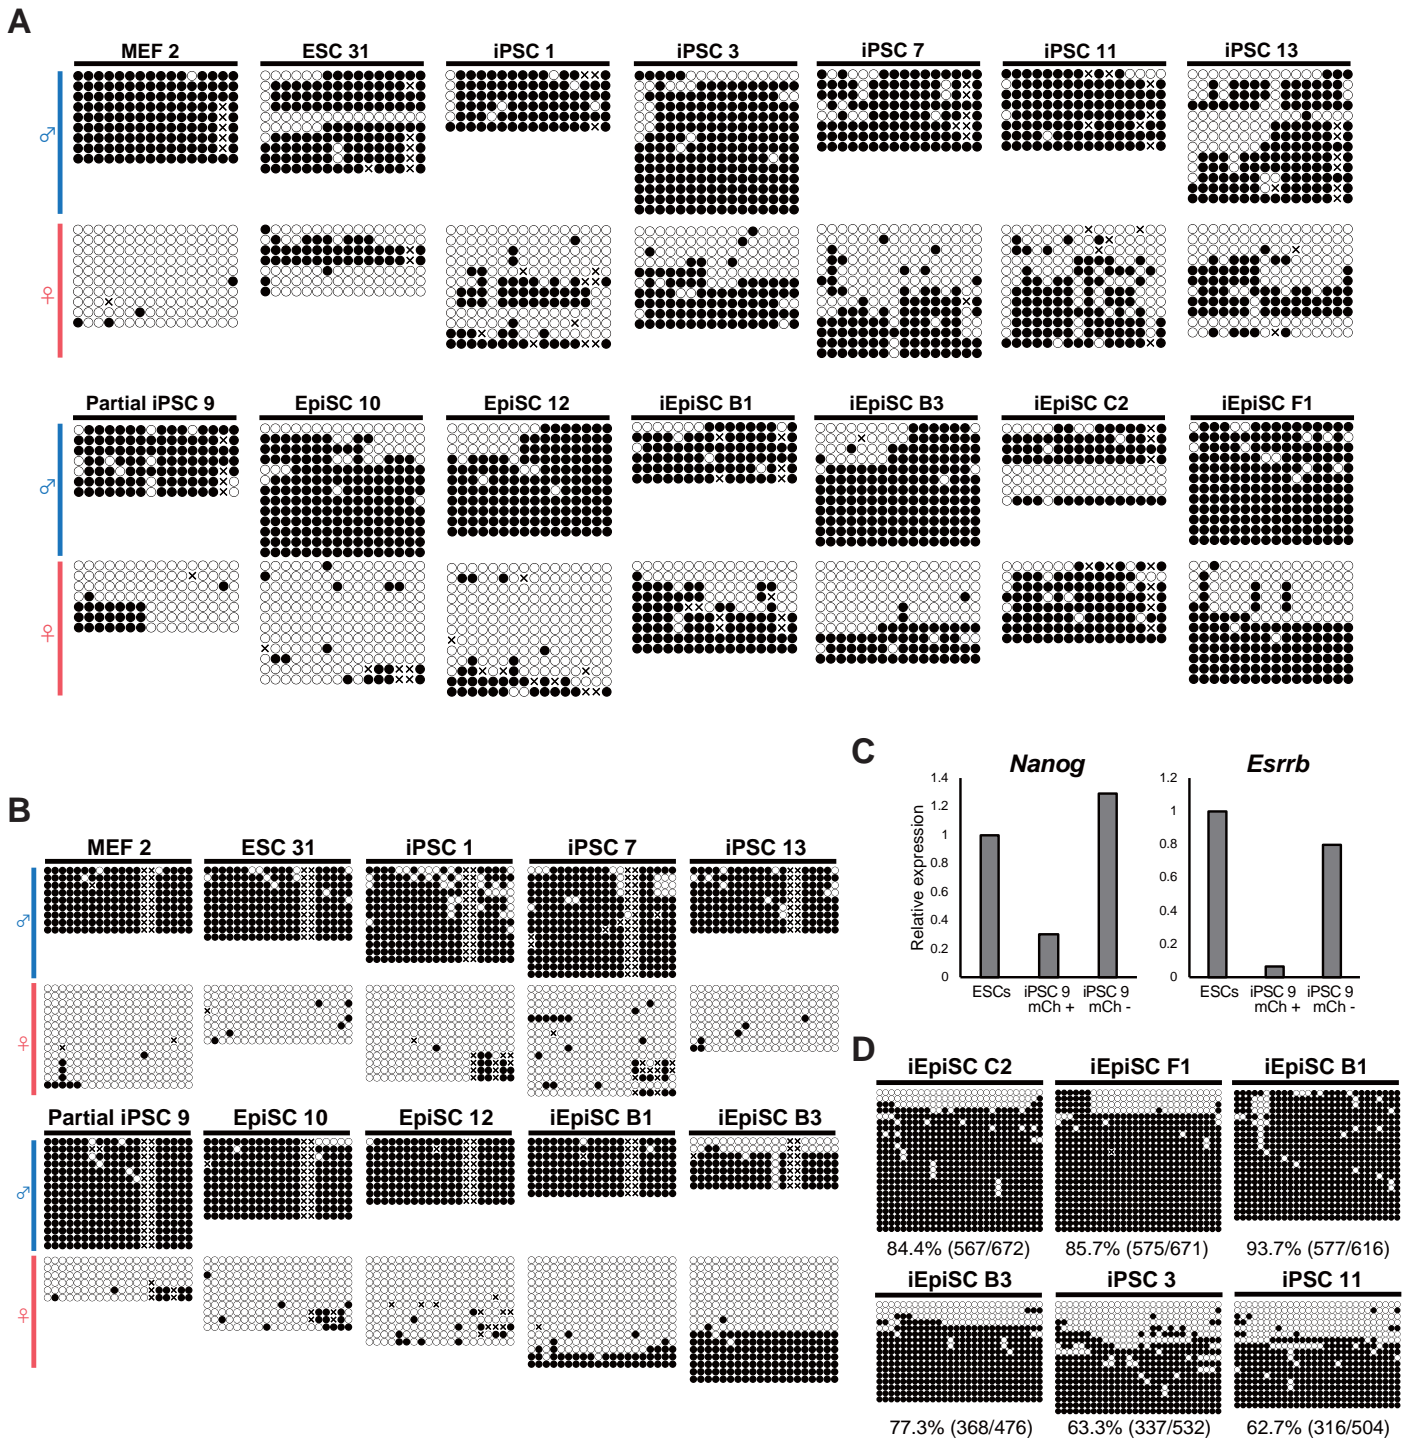 A
MEF 2 ESC 31 iPSC 1 iPSC 3 iPSC 7 iPSC 11 iPSC 13
♂
♀
Partial iPSC 9 EpiSC 10 EpiSC 12 iEpiSC B1 iEpiSC B3 iEpiSC C2 iEpiSC F1
♂
♀
B
MEF 2 ESC 31 iPSC 1 iPSC 7 iPSC 13
♂
♀
Partial iPSC 9 EpiSC 10 EpiSC 12 iEpiSC B1 iEpiSC B3
♂
♀
C
Nanog
Relative expression
1.4
1.2
1
0.8
0.6
0.4
0.2
0
ESCs iPSC 9 mCh + iPSC 9 mCh -
Esrrb
1.2
1
0.8
0.6
0.4
0.2
0
ESCs iPSC 9 mCh + iPSC 9 mCh -
D
iEpiSC C2 iEpiSC F1 iEpiSC B1
84.4% (567/672) 85.7% (575/671) 93.7% (577/616)
iEpiSC B3 iPSC 3 iPSC 11
77.3% (368/476) 63.3% (337/532) 62.7% (316/504)